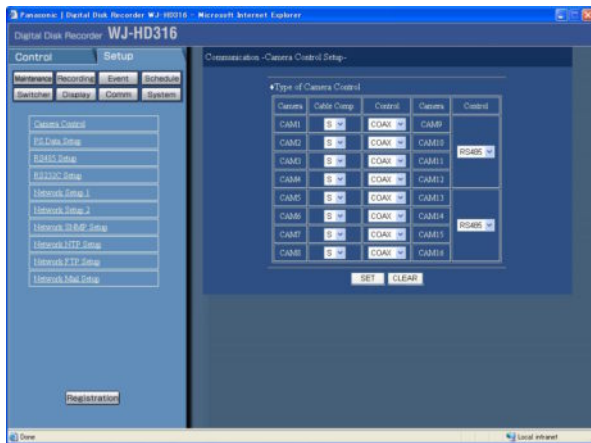 Panasonic | Digital Disk Recorder WJ-HD316 - Microsoft Internet Explorer
Digital Disk Recorder WJ-HD316
Control Setup
Maintenance Recording Event Schedule
Switcher Display Comm System
Camera Control
PS Data Setup
RS485 Setup
RS232C Setup
Network Setup 1
Network Setup 2
Network SNMP Setup
Network NTP Setup
Network FTP Setup
Network Mail Setup
Registration
Communication -Camera Control Setup-
♦Type of Camera Control
Camera Cable Comp Control Camera Control
CAM1 S COAX CAM9
CAM2 S COAX CAM10
CAM3 S COAX CAM11
CAM4 S COAX CAM12
RS485
CAM5 S COAX CAM13
CAM6 S COAX CAM14
CAM7 S COAX CAM15
CAM8 S COAX CAM16
RS485
SET CLEAR
Done Local intranet